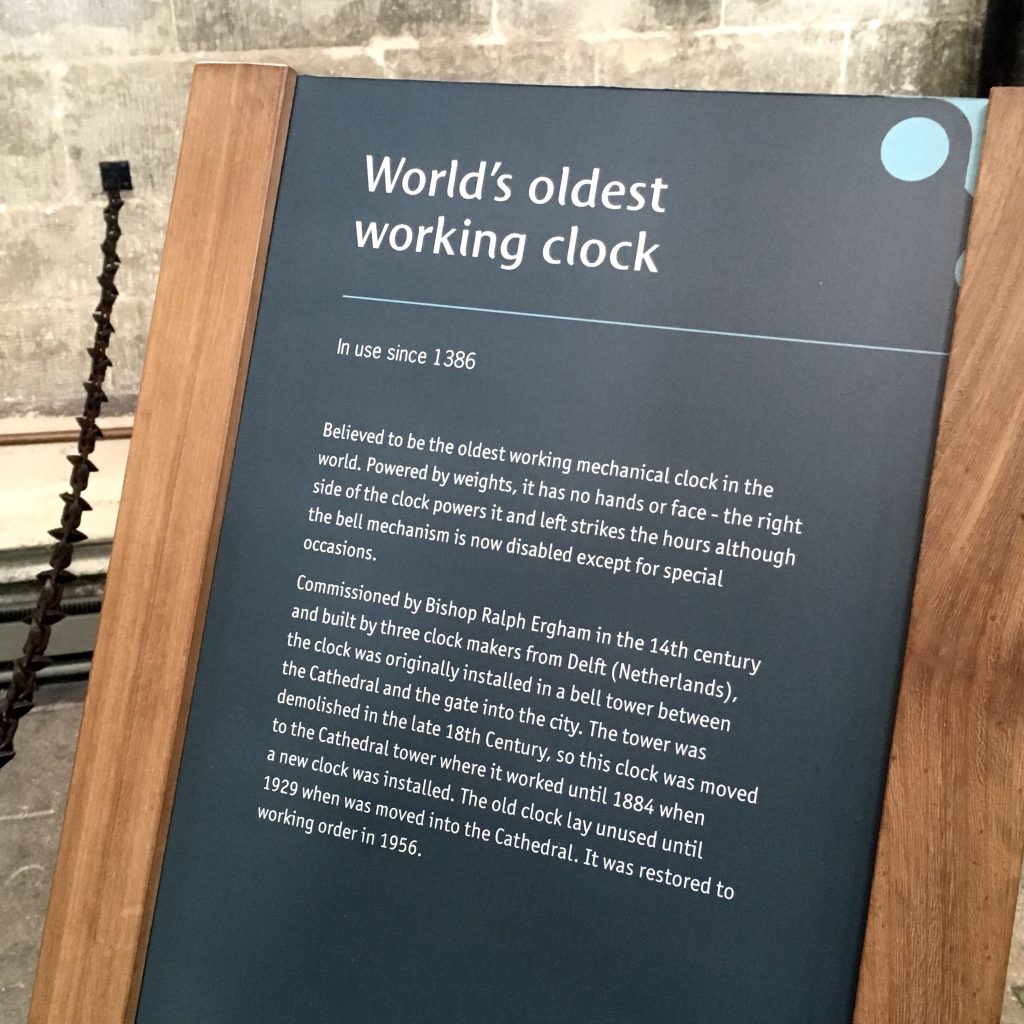 World's oldest
working clock
In use since 1386
Believed to be the oldest working mechanical clock in the
world. Powered by weights, it has no hands or face - the right
side of the clock powers it and left strikes the hours although
the bell mechanism is now disabled except for special
occasions.
Commissioned by Bishop Ralph Ergham in the 14th century
and built by three clock makers from Delft (Netherlands),
the clock was originally installed in a bell tower between
the Cathedral and the gate into the city. The tower was
demolished in the late 18th Century, so this clock was moved
to the Cathedral tower where it worked until 1884 when
a new clock was installed. The old clock lay unused until
1929 when was moved into the Cathedral. It was restored to
working order in 1956.